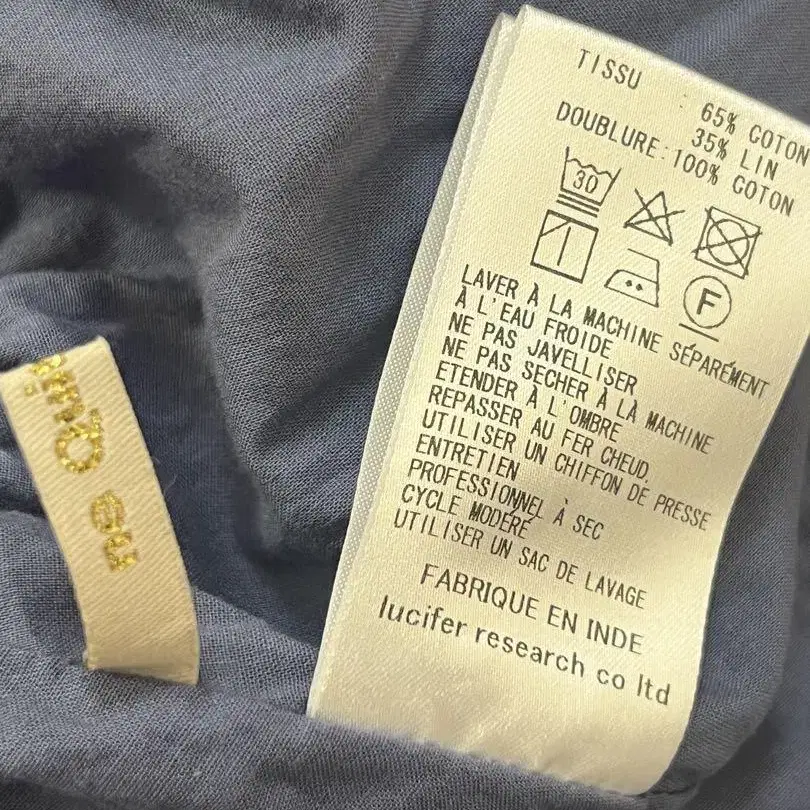 TISSU : 65% COTON
35% LIN
DOUBLURE:100% COTON
30
F
LAVER À LA MACHINE SÉPARÉMENT
À L'EAU FROIDE
NE PAS JAVELLISER
NE PAS SECHER À LÀ MACHINE
ETENDER À L'OMBRE
REPASSER AU FER CHEUD,
UTILISER UN CHIFFON DE PRESSE
ENTRETIEN
PROFESSIONNEL À SEC
CYCLE MODÉRÉ
UTILISER UN SAC DE LAVAGE
FABRIQUE EN INDE
lucifer research co ltd